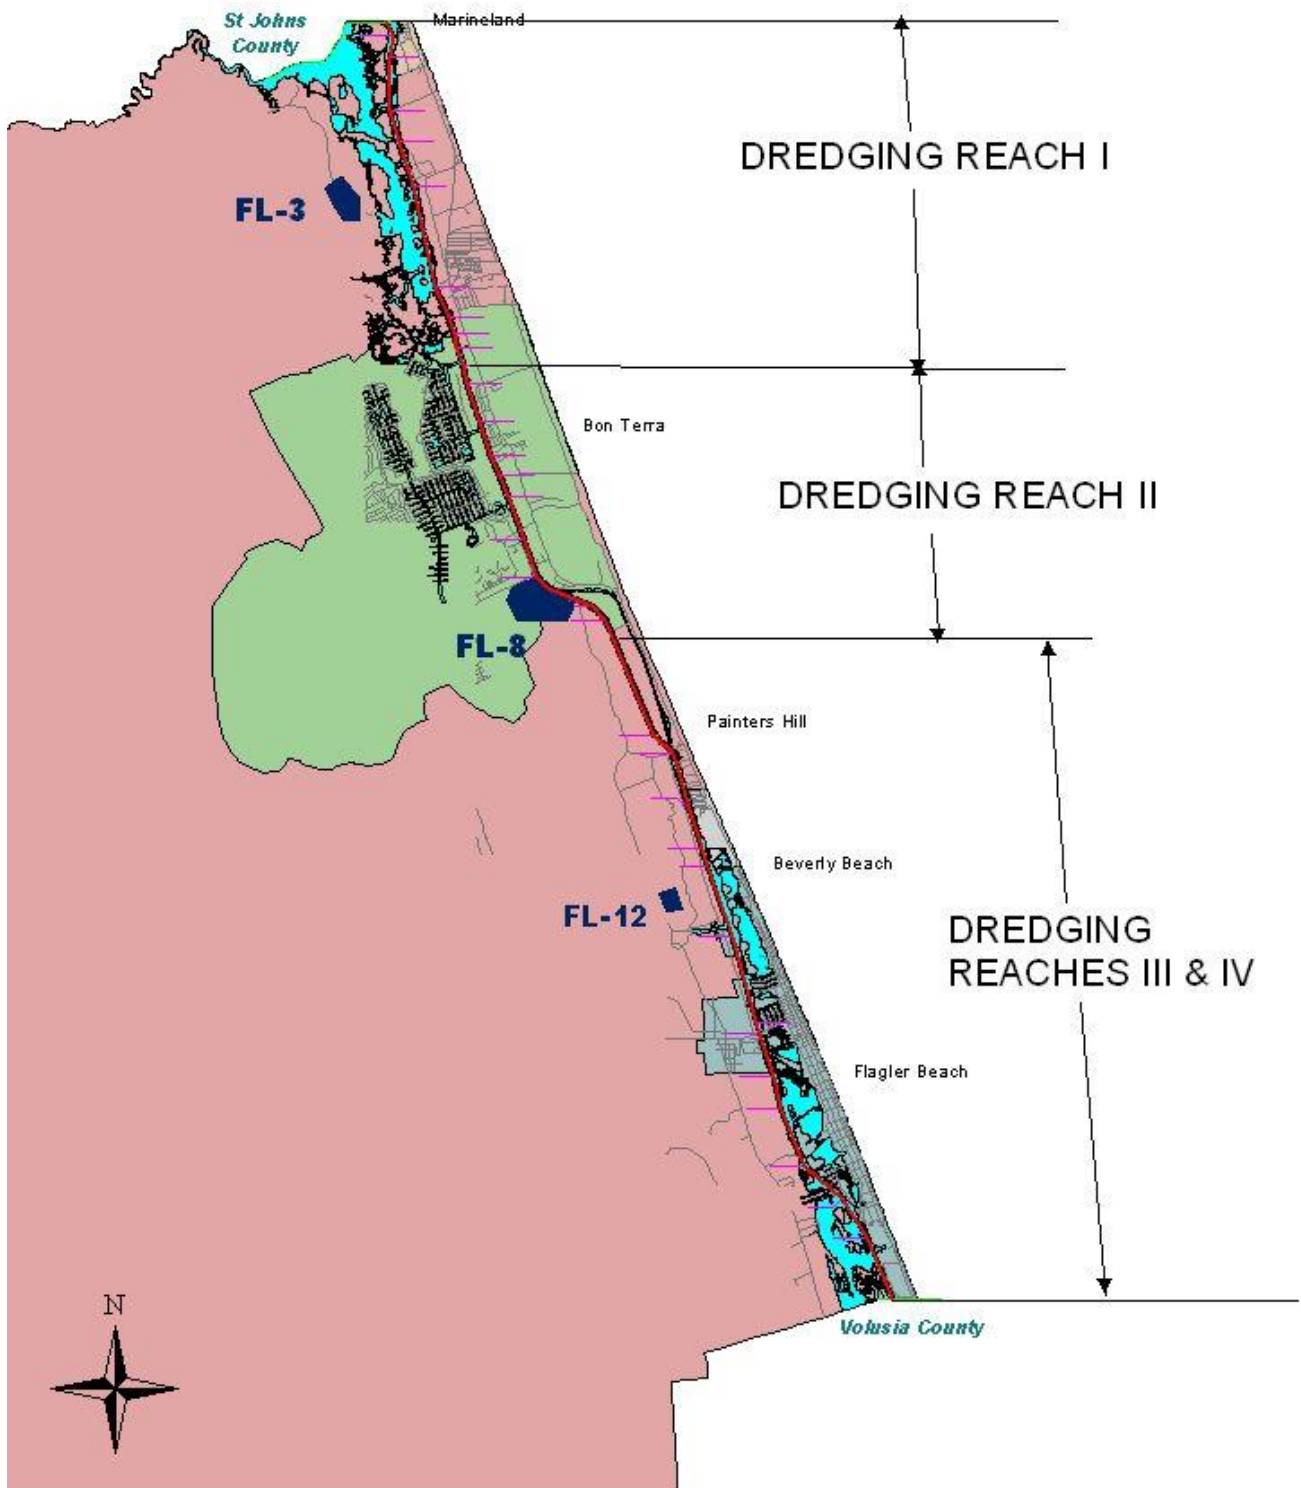 St Johns
County
Marineland
DREDGING REACH I
FL-3
Bon Terra
DREDGING REACH II
FL-8
Painters Hill
Beverly Beach
FL-12
DREDGING
REACHES III & IV
Flagler Beach
N
Volusia County